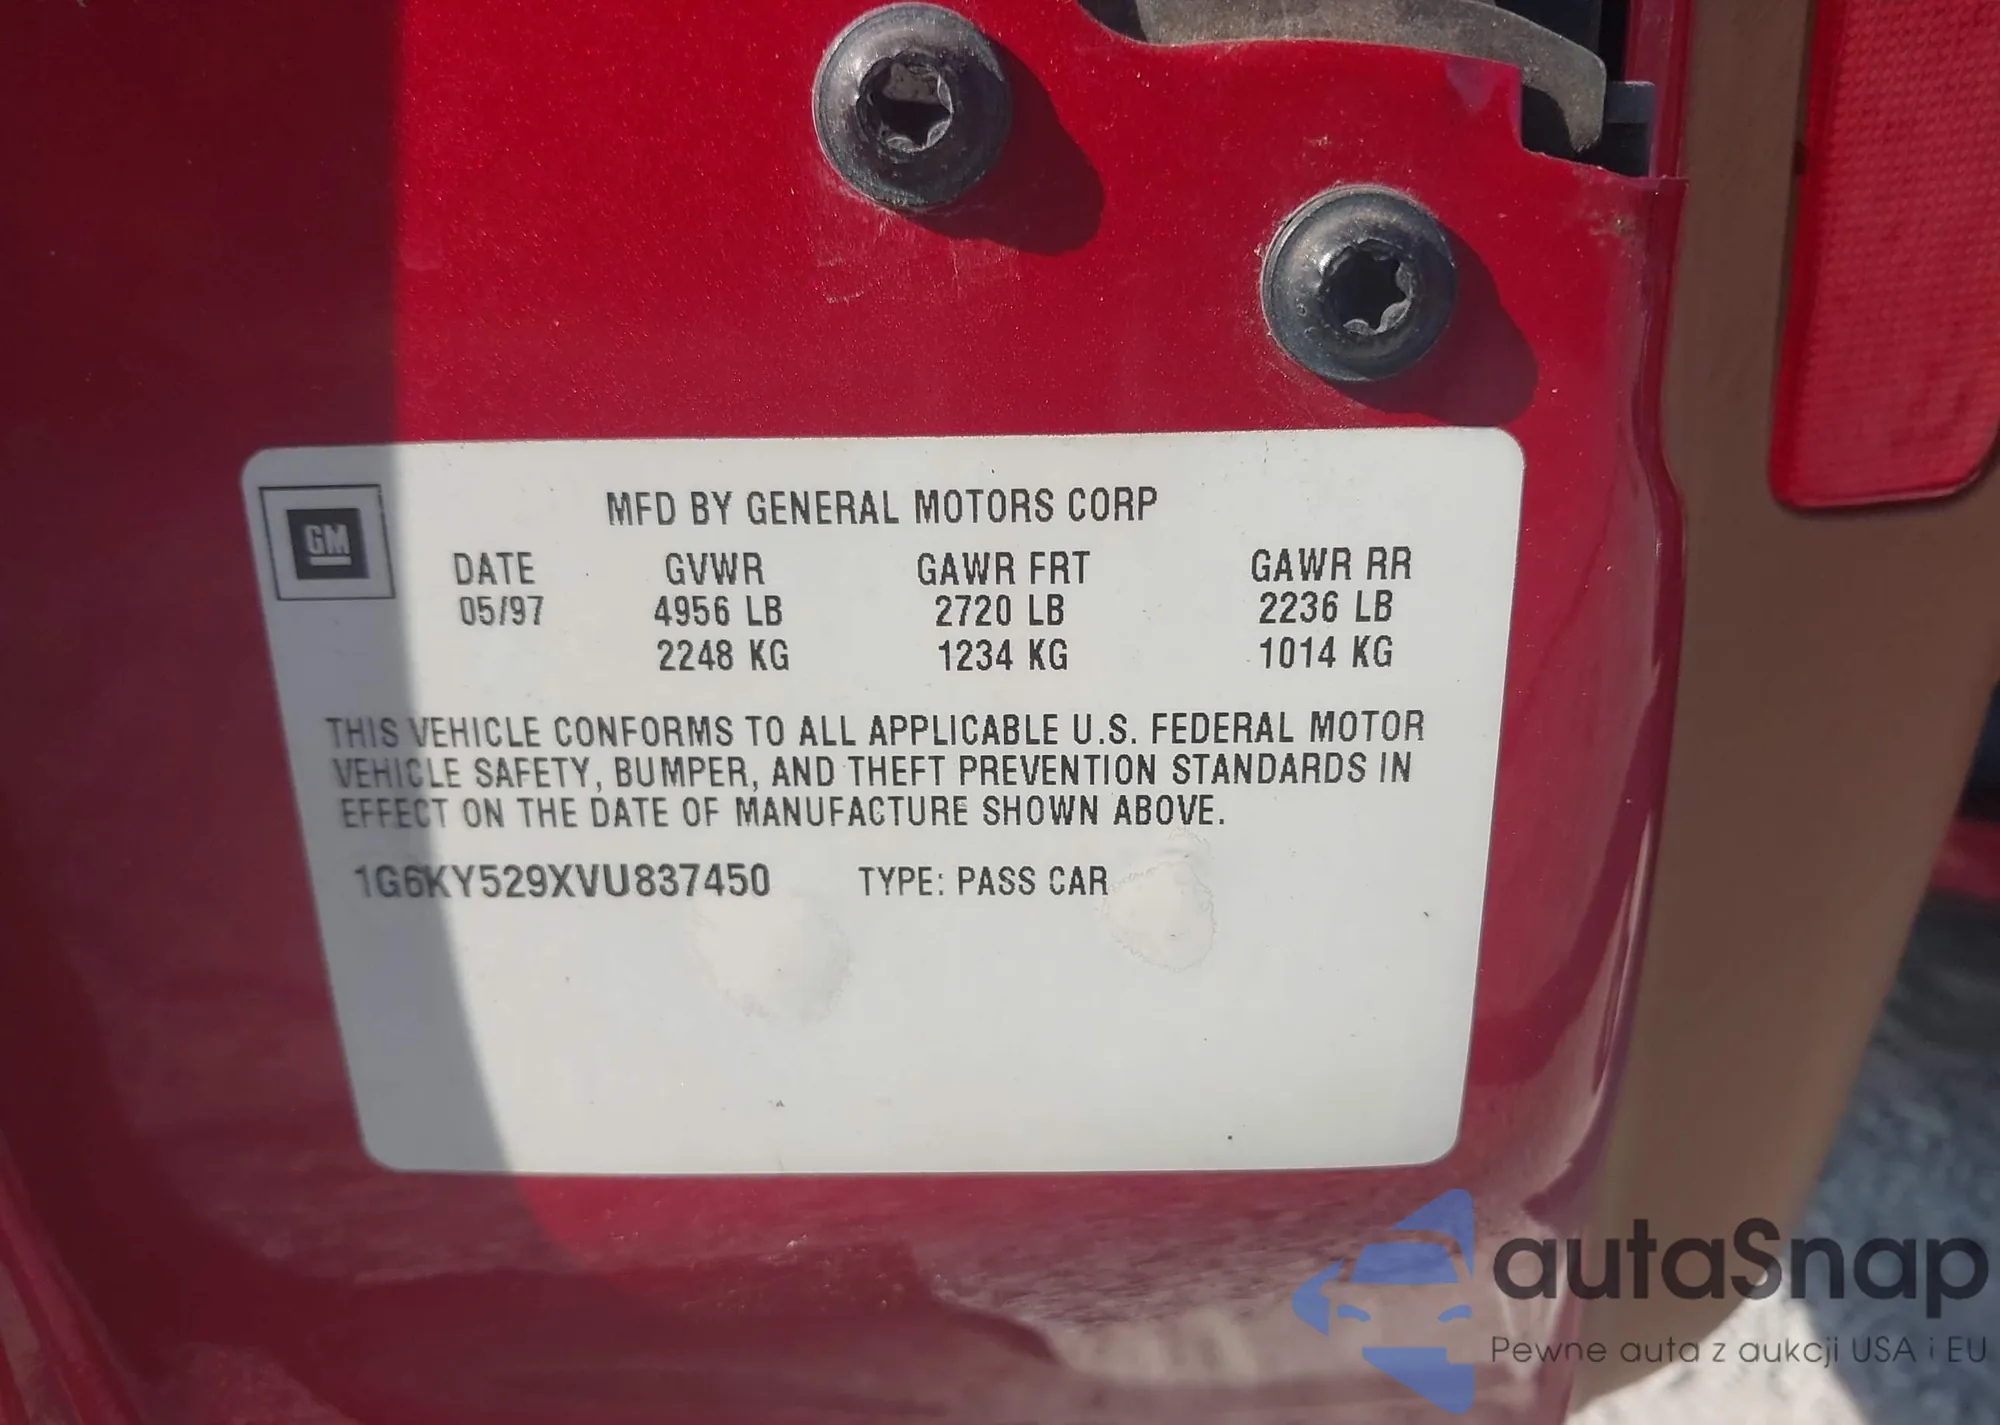 MFD BY GENERAL MOTORS CORP
GM
DATE GVWR GAWR FRT GAWR RR
05/97 4956 LB 2720 LB 2236 LB
2248 KG 1234 KG 1014 KG
THIS VEHICLE CONFORMS TO ALL APPLICABLE U.S. FEDERAL MOTOR
VEHICLE SAFETY, BUMPER, AND THEFT PREVENTION STANDARDS IN
EFFECT ON THE DATE OF MANUFACTURE SHOWN ABOVE.
1G6KY529XVU837450 TYPE: PASS CAR
autaSnap
Pewne auta z aukcji USA i EU